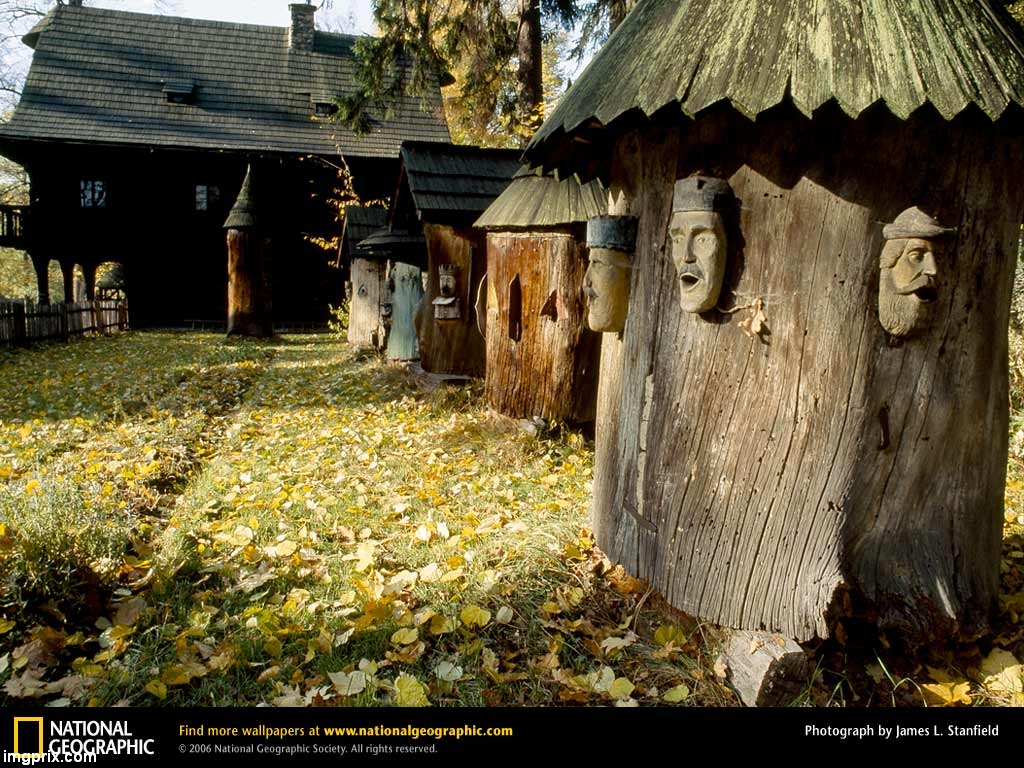 NATIONAL
GEOGRAPHIC
Find more wallpapers at www.nationalgeographic.com
© 2006 National Geographic Society. All rights reserved.
Photograph by James L. Stanfield
imgprix.com